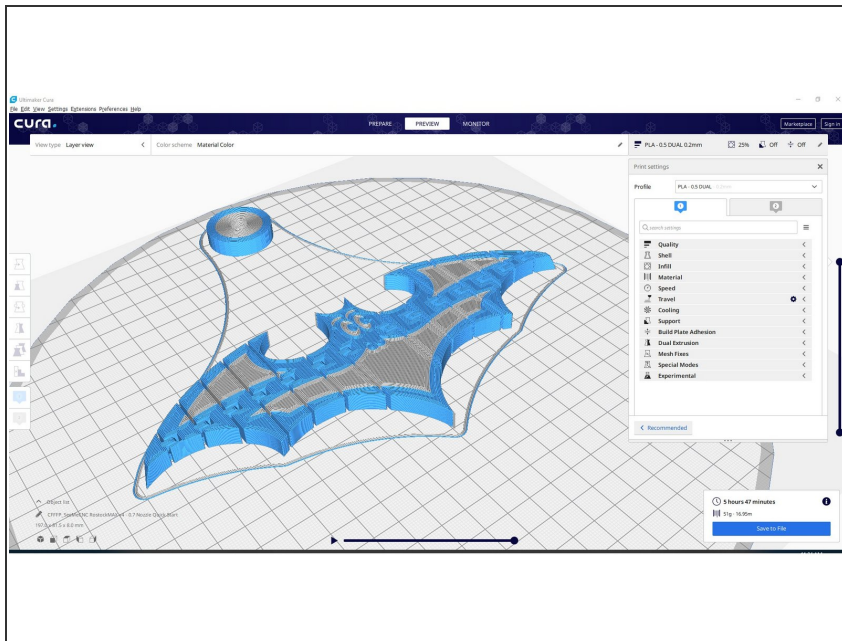 Ultimaker Cura
File Edit View Settings Extensions Preferences Help
cura.
PREPARE PREVIEW MONITOR
Marketplace Sign in
View type Layer view
Color scheme Material Color
PLA - 0.5 DUAL 0.2mm 25% Off Off
Print settings
Profile PLA - 0.5 DUAL 0.2mm
search settings
Quality
Shell
Infill
Material
Speed
Travel
Cooling
Support
Build Plate Adhesion
Dual Extrusion
Mesh Fixes
Special Modes
Experimental
Recommended
Object list
5 hours 47 minutes
51g · 16.95m
Save to File